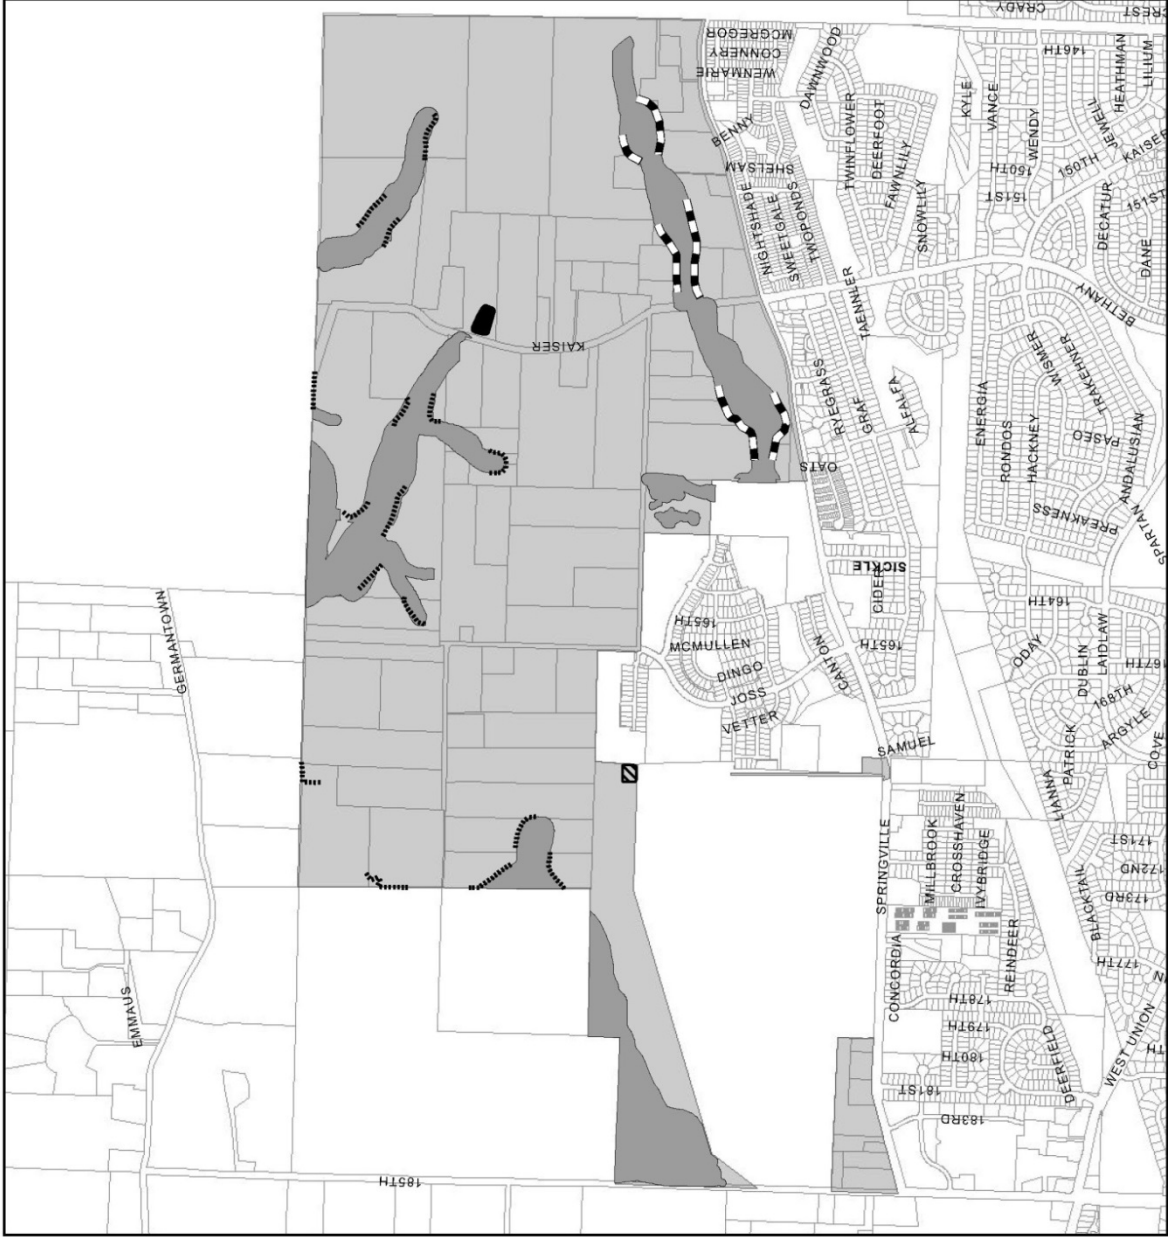 CRADY
CREST
MCGREGOR
CONNERY
WENMARIE
DAWNWOOD
146TH
HEATHMAN
LILIUM
KYLE
VANCE
WENDY
JEWELL
BENNY
TWINFLOWER
DEERFOOT
FAWNLILY
SHELSAM
150TH
150TH
KAISER
151ST
151ST
NIGHTSHADE
SWEETGALE
TWOPONDS
SNOWLILY
DECATUR
DANE
TAENNLER
BETHANY
KAISER
RYEGRASS
GRAF
ALFALFA
WISMER
TRAKEHNER
ENERGIA
RONDOS
HACKNEY
PASEO
ANDALUSIAN
OATS
PREAKNESS
SPARTAN
SICKLE
CIDER
GERMANTOWN
164TH
165TH
165TH
MCMULLEN
DINGO
JOSS
VETTER
CANTON
ODAY
DUBLIN
LAIDLAW
167TH
168TH
ARGYLE
PATRICK
COVE
SAMUEL
LIANNA
SPRINGVILLE
MILLBROOK
CROSSHAVEN
IVYBRIDGE
171ST
172ND
173RD
BLACKTAIL
CONCORDIA
REINDEER
177TH
EMMAUS
178TH
179TH
180TH
181ST
183RD
DEERFIELD
WEST UNION
185TH